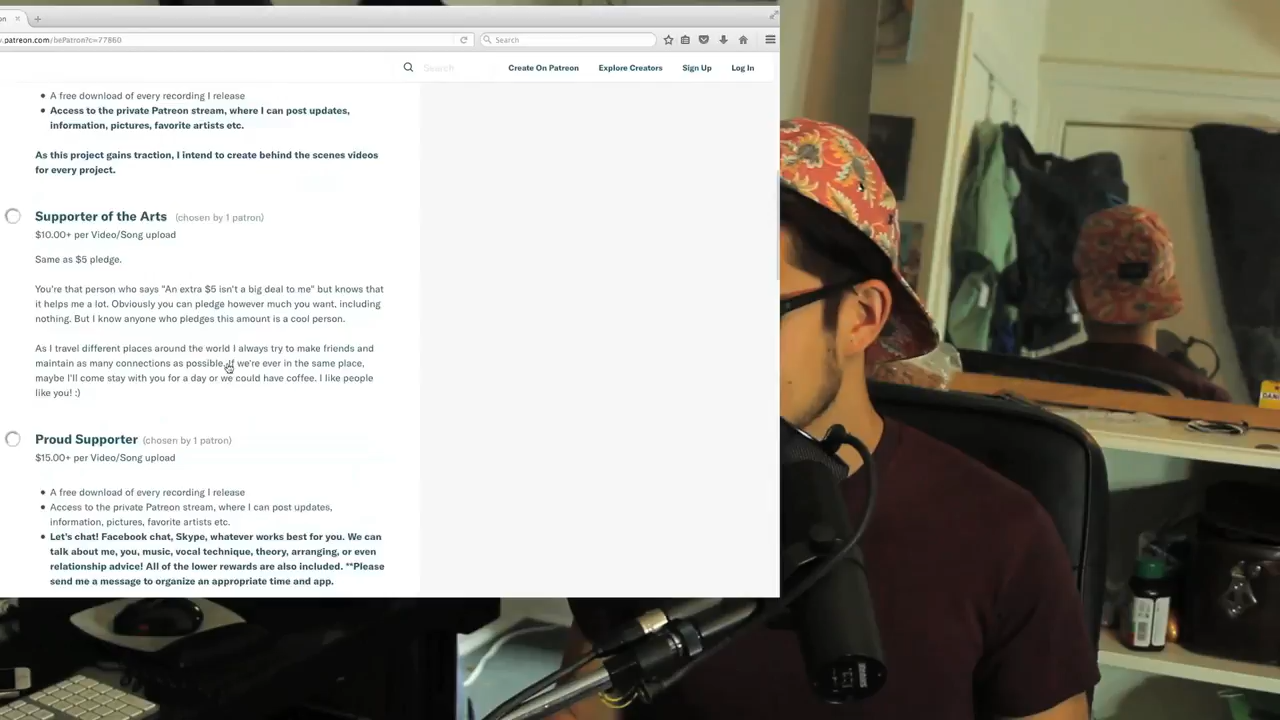 on
.patreon.com/bePatron?c=77860
Search
Search
Create On Patreon
Explore Creators
Sign Up
Log In
A free download of every recording I release
Access to the private Patreon stream, where I can post updates,
information, pictures, favorite artists etc.
As this project gains traction, I intend to create behind the scenes videos
for every project.
Supporter of the Arts (chosen by 1 patron)
$10.00+ per Video/Song upload
Same as $5 pledge.
You're that person who says "An extra $5 isn't a big deal to me" but knows that
it helps me a lot. Obviously you can pledge however much you want, including
nothing. But I know anyone who pledges this amount is a cool person.
As I travel different places around the world I always try to make friends and
maintain as many connections as possible. If we're ever in the same place,
maybe I'll come stay with you for a day or we could have coffee. I like people
like you! :)
Proud Supporter (chosen by 1 patron)
$15.00+ per Video/Song upload
A free download of every recording I release
Access to the private Patreon stream, where I can post updates,
information, pictures, favorite artists etc.
Let's chat! Facebook chat, Skype, whatever works best for you. We can
talk about me, you, music, vocal technique, theory, arranging, or even
relationship advice! All of the lower rewards are also included. **Please
send me a message to organize an appropriate time and app.